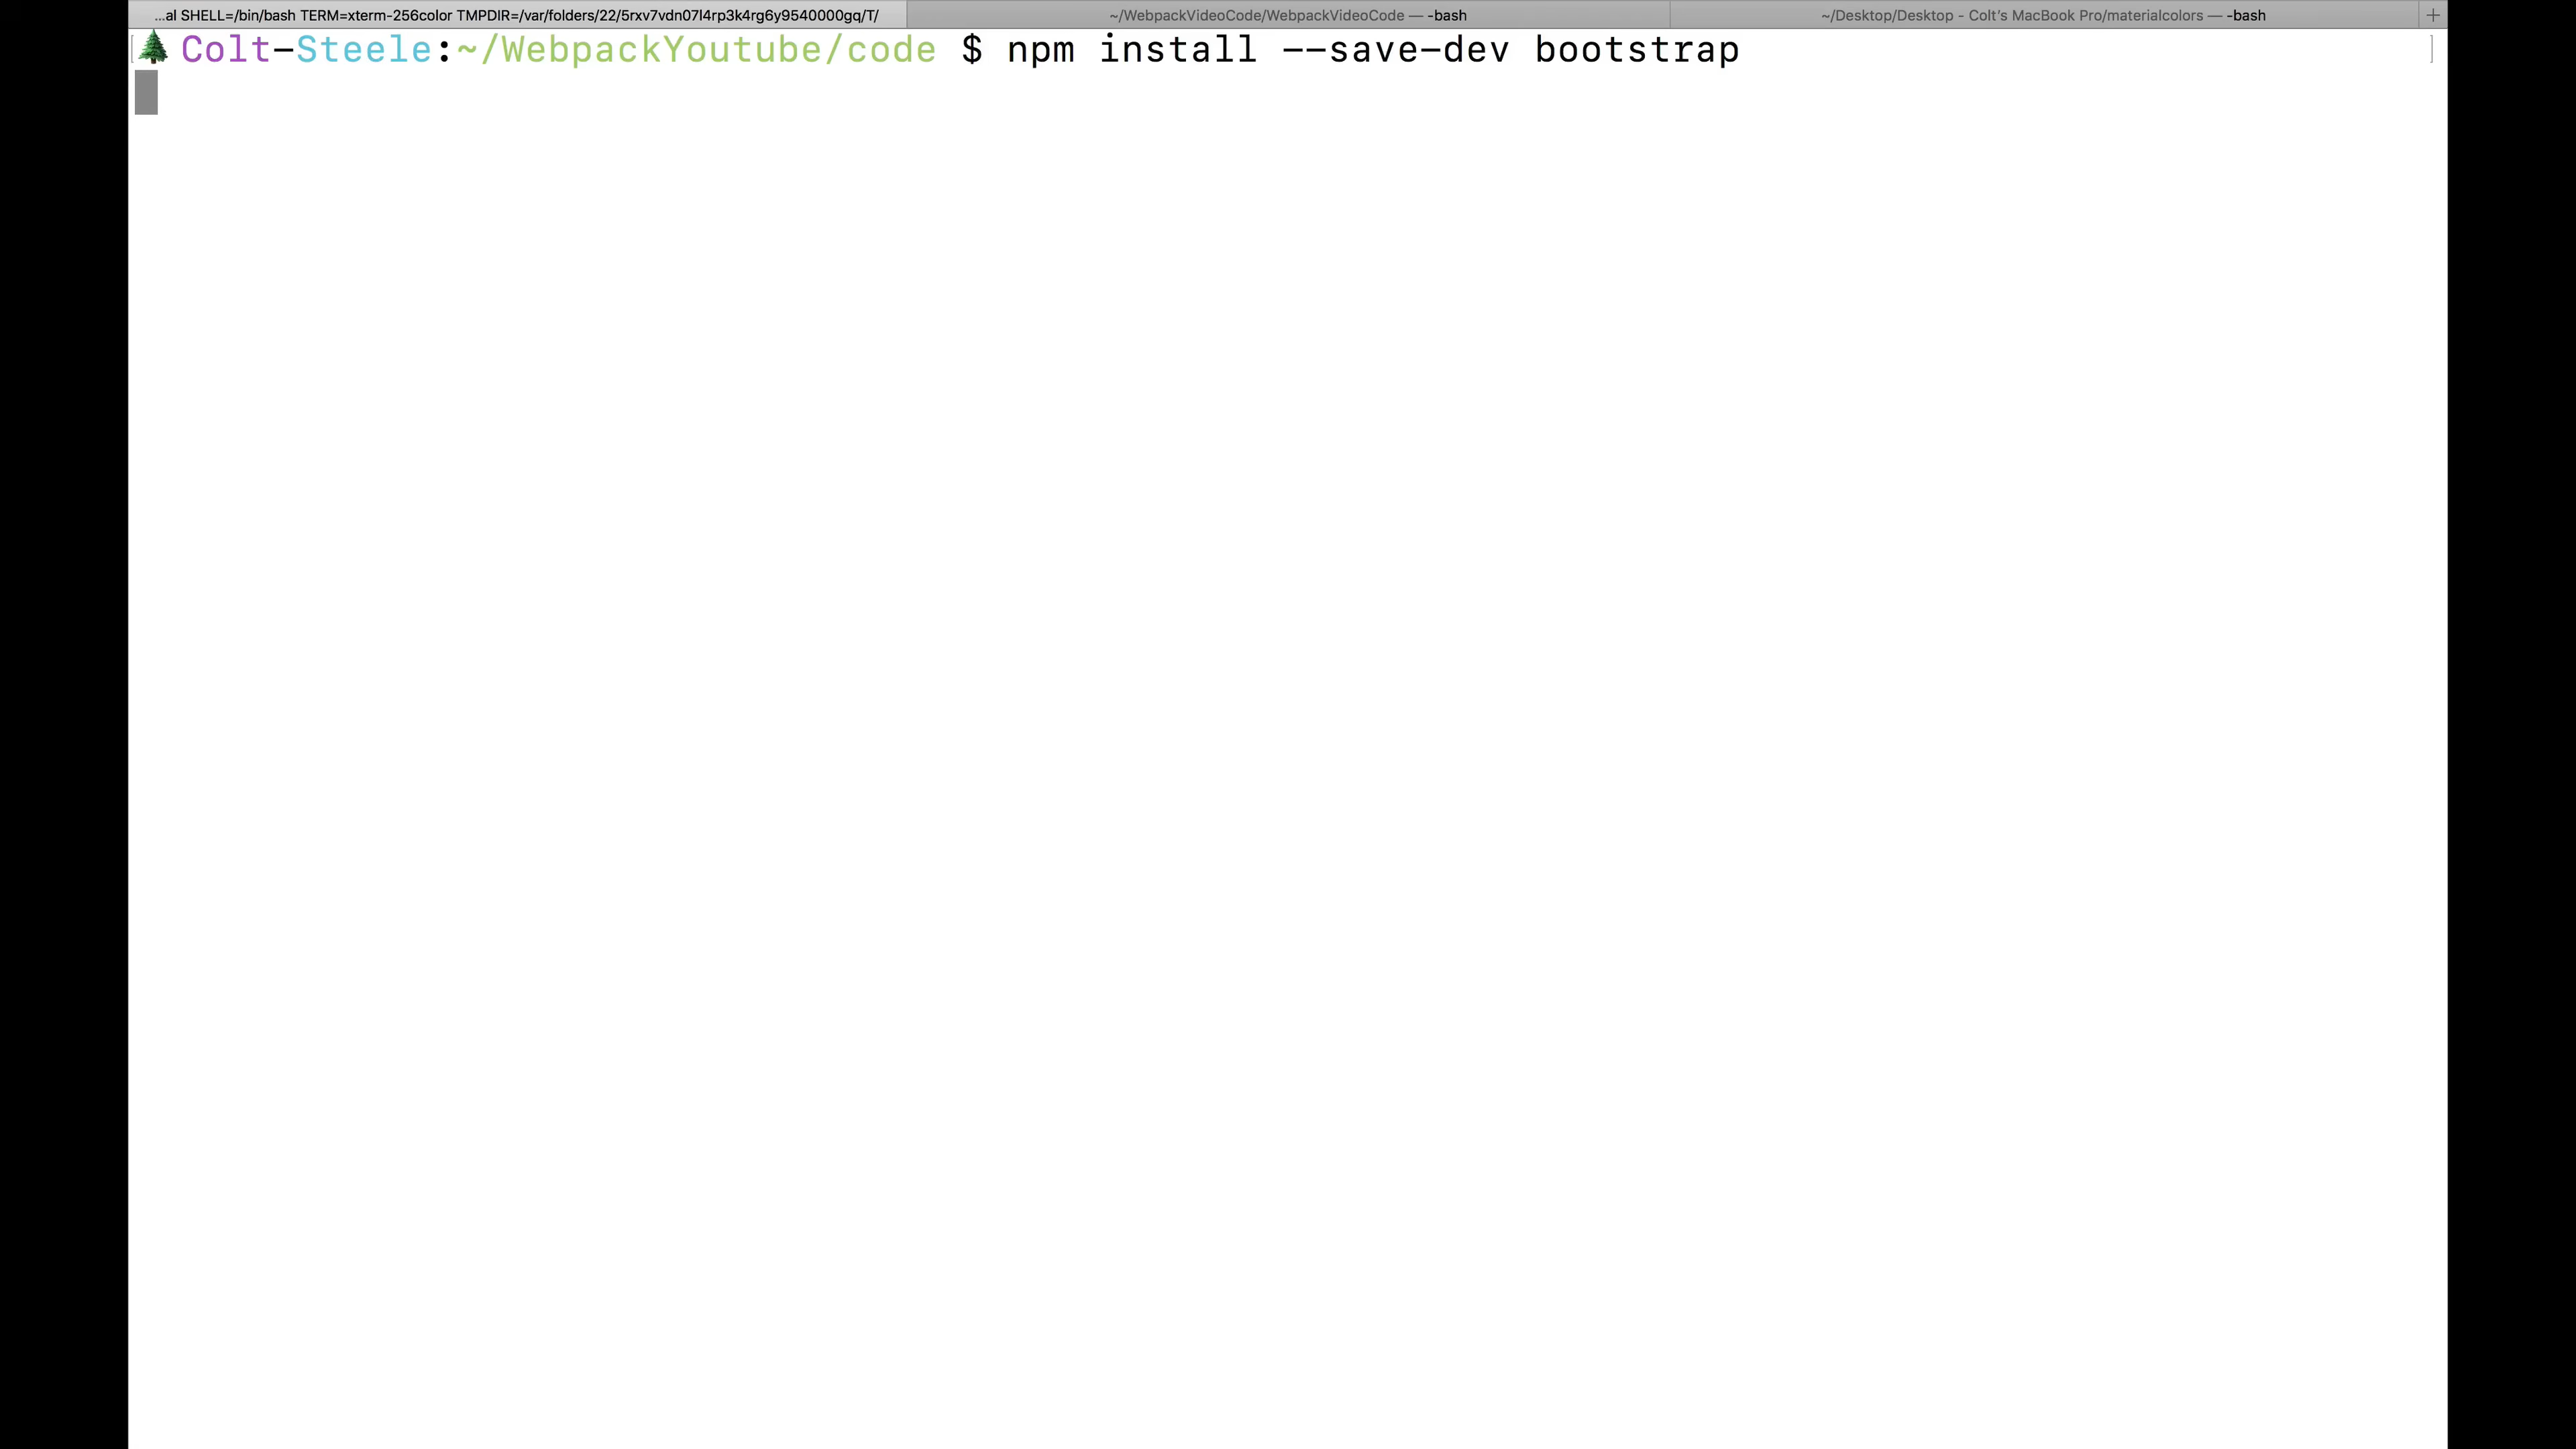 ...al SHELL=/bin/bash TERM=xterm-256color TMPDIR=/var/folders/22/5rxv7vdn07l4rp3k4rg6y9540000gq/T/
~/WebpackVideoCode/WebpackVideoCode — -bash
~/Desktop/Desktop - Colt's MacBook Pro/materialcolors — -bash
Colt-Steele:~/WebpackYoutube/code $ npm install --save-dev bootstrap